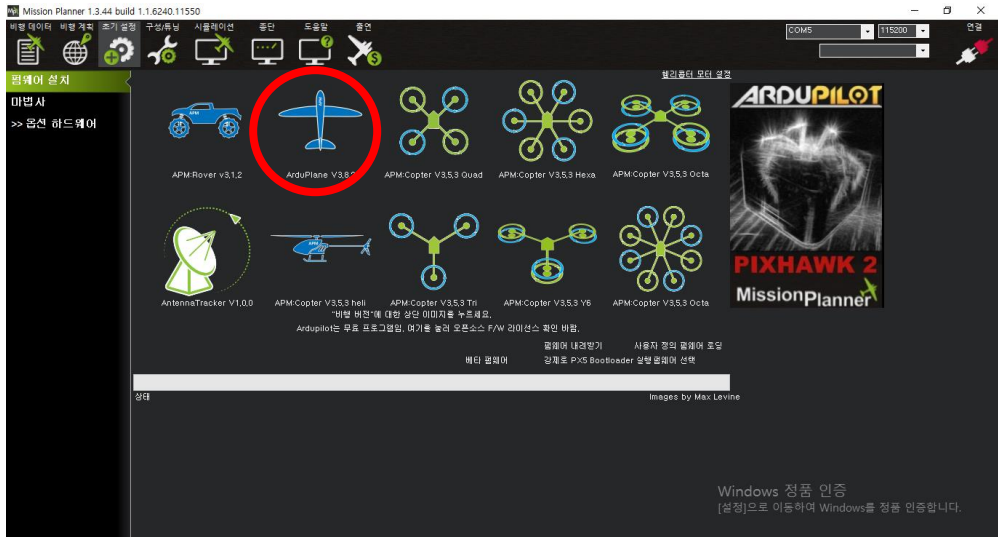 Mission Planner 1.3.44 build 1.1.6240.11550
비행 데이터 비행 계획 초기 설정 구성/튜닝 시뮬레이션 종단 도움말 출연
COM5 115200 연결
펌웨어 설치
마법사
>> 옵션 하드웨어
헬리콥터 모터 설정
APM:Rover v3.1.2 ArduPlane V3.8.2 APM:Copter V3.5.3 Quad APM:Copter V3.5.3 Hexa APM:Copter V3.5.3 Octa
AntennaTracker V1.0.0 APM:Copter V3.5.3 heli APM:Copter V3.5.3 Tri APM:Copter V3.5.3 Y6 APM:Copter V3.5.3 Octa
"비행 버전"에 대한 상단 이미지를 누르세요.
Ardupilot는 무료 프로그램임. 여기를 눌러 오픈소스 F/W 라이선스 확인 바람.
펌웨어 내려받기 사용자 정의 펌웨어 로딩
베타 펌웨어 강제로 PX5 Bootloader 실행 펌웨어 선택
상태 Images by Max Levine
ARDUPILOT
PIXHAWK 2
MissionPlanner
Windows 정품 인증
[설정]으로 이동하여 Windows를 정품 인증합니다.